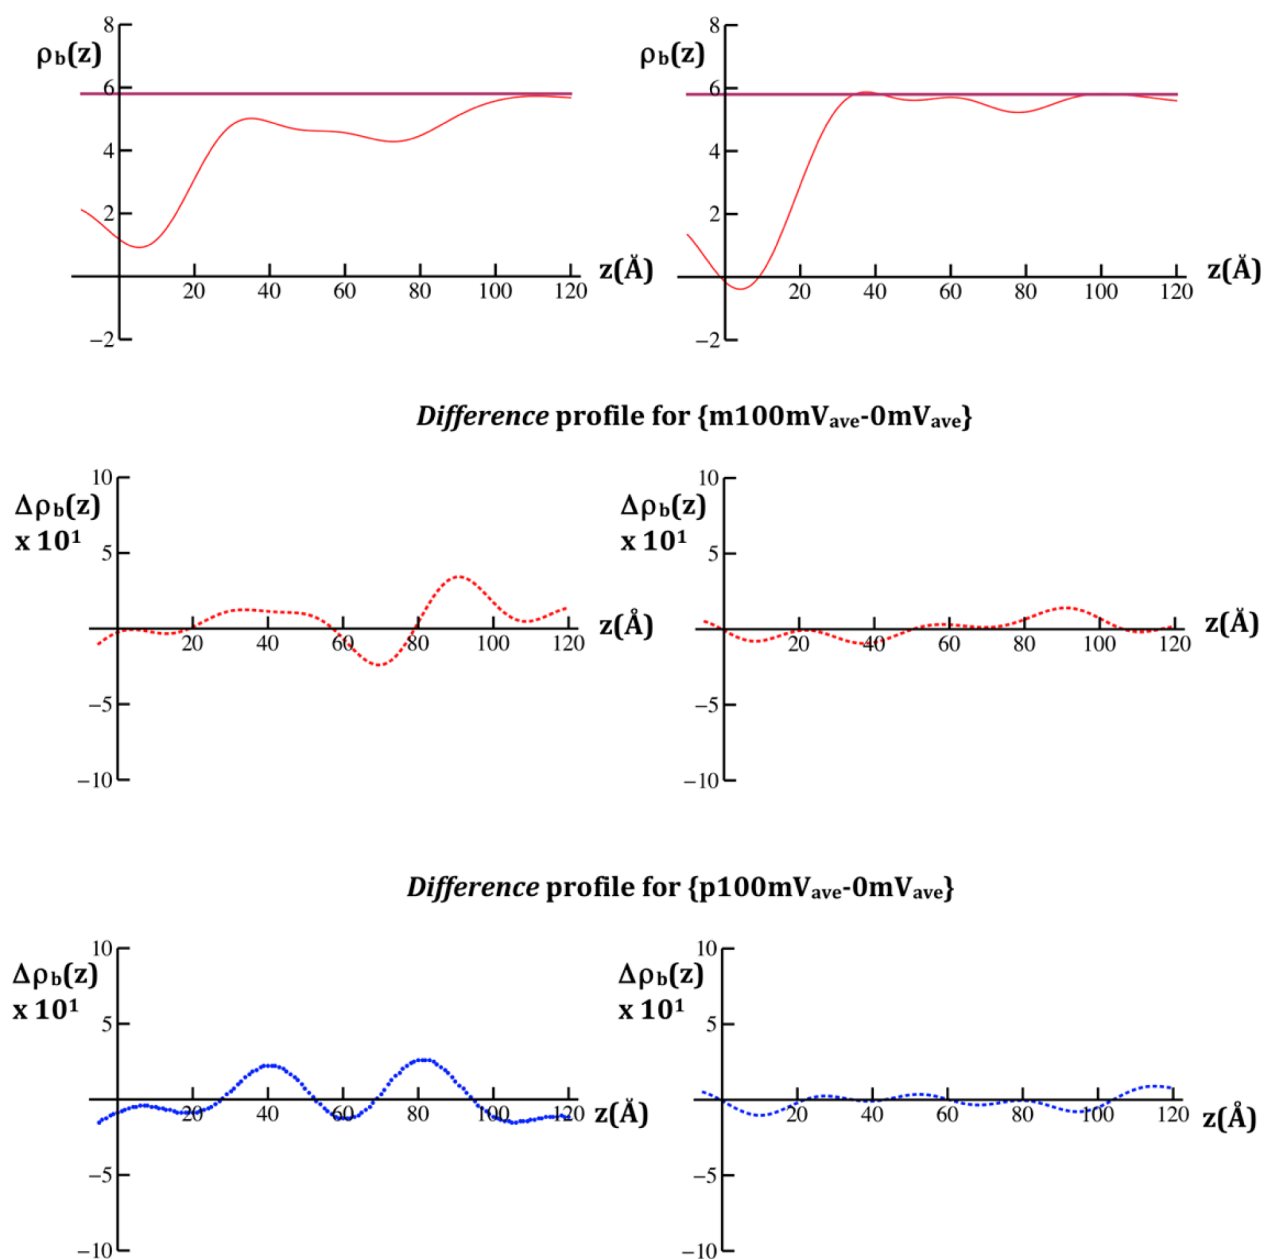 8 8
ρb(z) ρb(z)
6 6
4 4
2 2
z(Å) z(Å)
20 40 60 80 100 120 20 40 60 80 100 120
−2 −2
Difference profile for {m100mVave-0mVave}
10 10
Δρb(z) Δρb(z)
x 10¹ x 10¹
5 5
z(Å) z(Å)
20 40 60 80 100 120 20 40 60 80 100 120
−5 −5
−10 −10
Difference profile for {p100mVave-0mVave}
10 10
Δρb(z) Δρb(z)
x 10¹ x 10¹
5 5
20 40 60 80 100 120 z(Å) 20 40 60 80 100 120 z(Å)
−5 −5
−10 −10